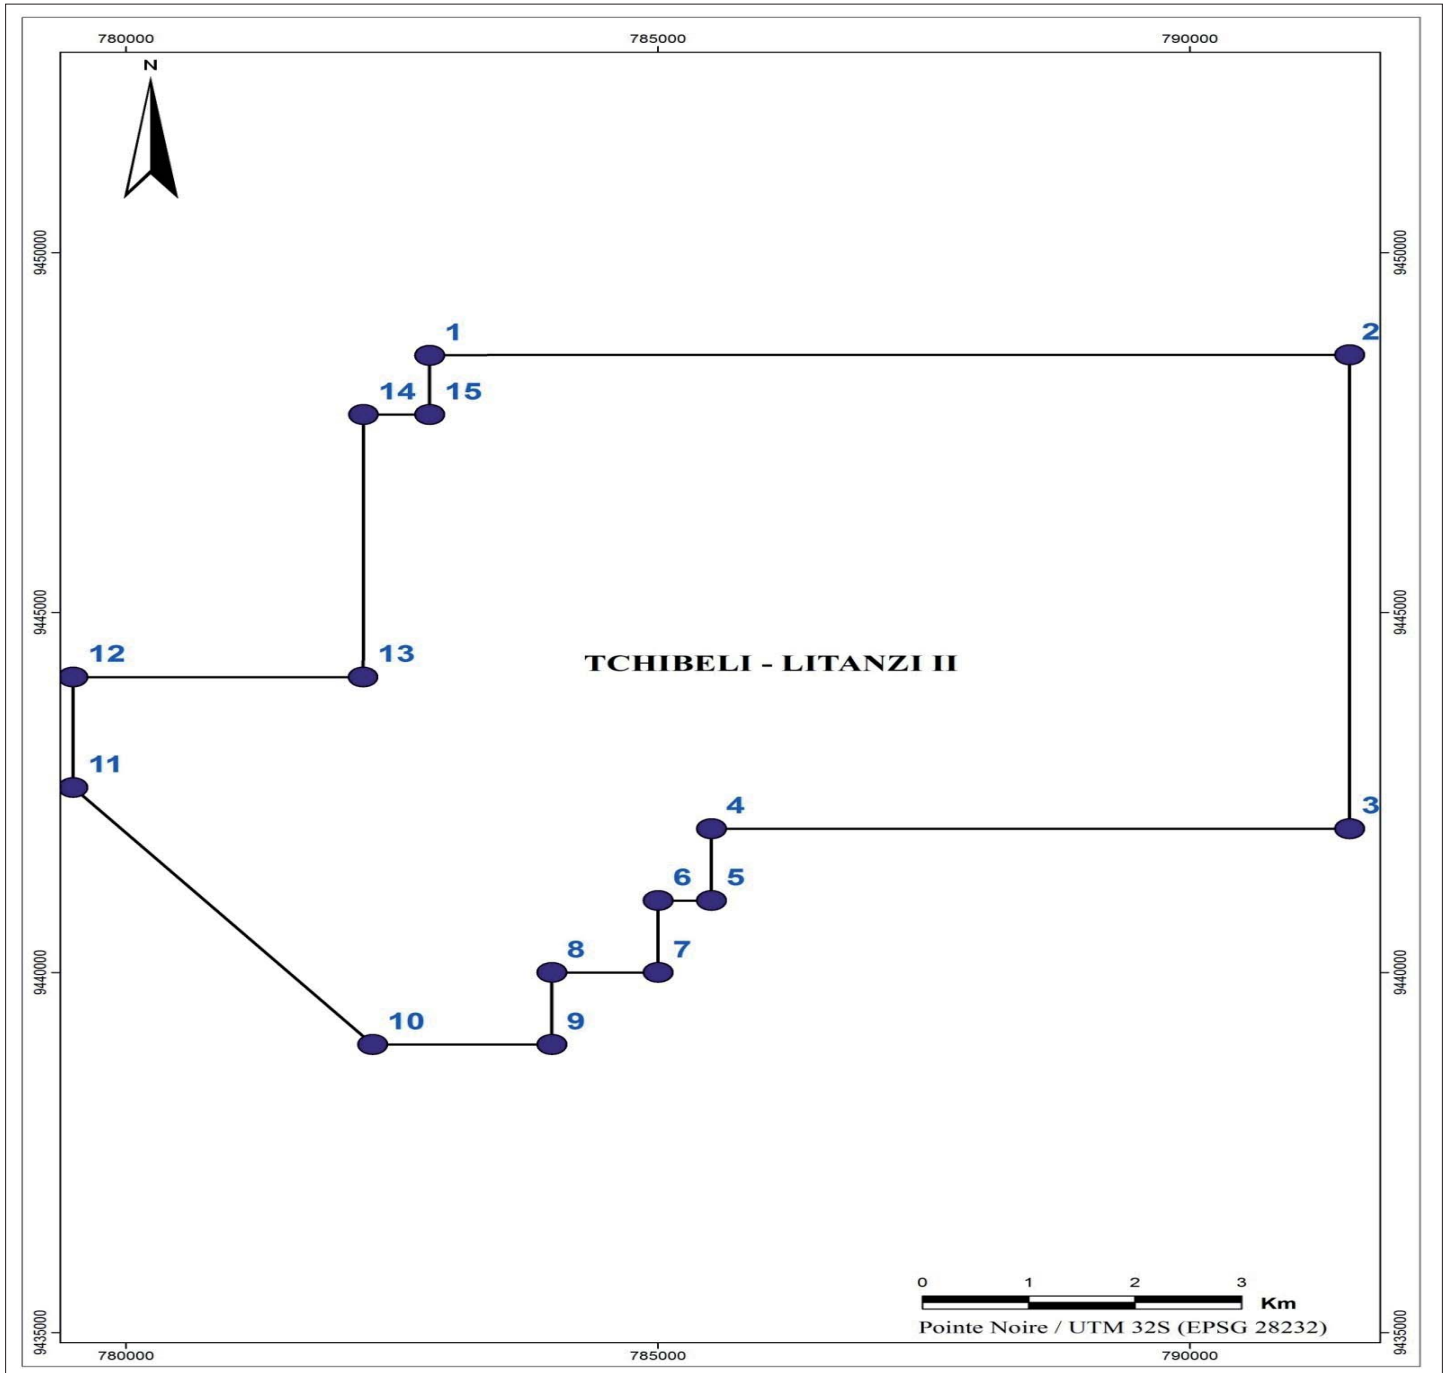 780000 785000 790000
N
9450000 9450000
1 2
14 15
9445000 9445000
12 13
TCHIBELI - LITANZI II
11
4 3
6 5
8 7
9440000 9440000
10 9
0 1 2 3
Km
Pointe Noire / UTM 32S (EPSG 28232)
9435000 9435000
780000 785000 790000